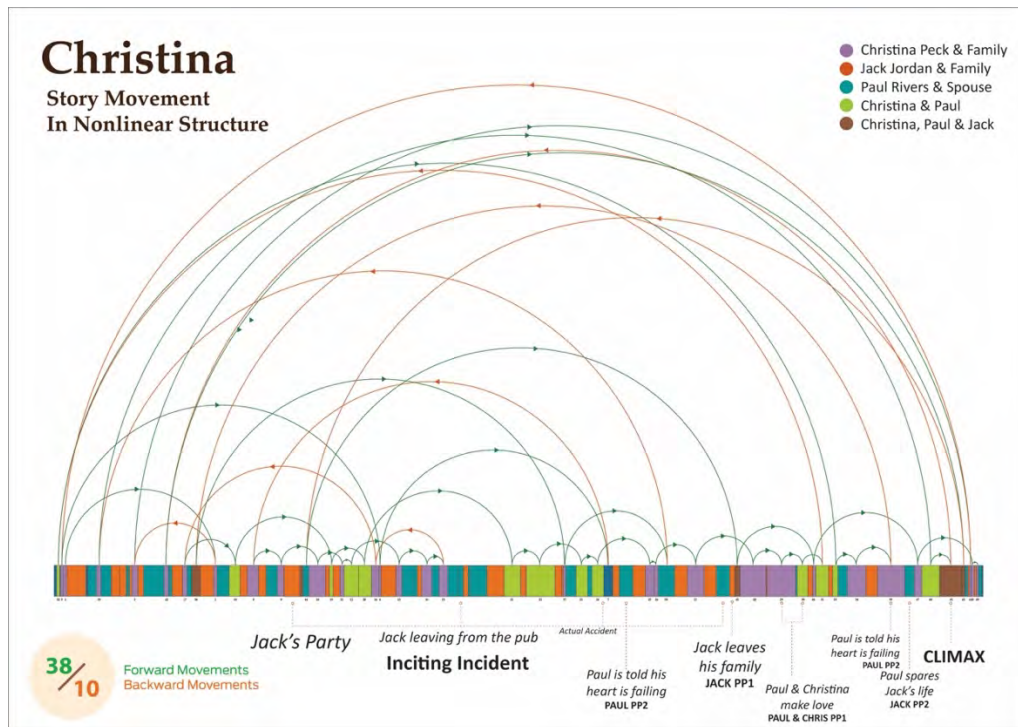 Christina
Story Movement
In Nonlinear Structure
Christina Peck & Family
Jack Jordan & Family
Paul Rivers & Spouse
Christina & Paul
Christina, Paul & Jack
Jack's Party
Jack leaving from the pub
Inciting Incident
Actual Accident
Paul is told his
heart is failing
PAUL PP2
Jack leaves
his family
JACK PP1
Paul & Christina
make love
PAUL & CHRIS PP1
Paul is told his
heart is failing
PAUL PP2
Paul spares
Jack's life
JACK PP2
CLIMAX
38/10
Forward Movements
Backward Movements